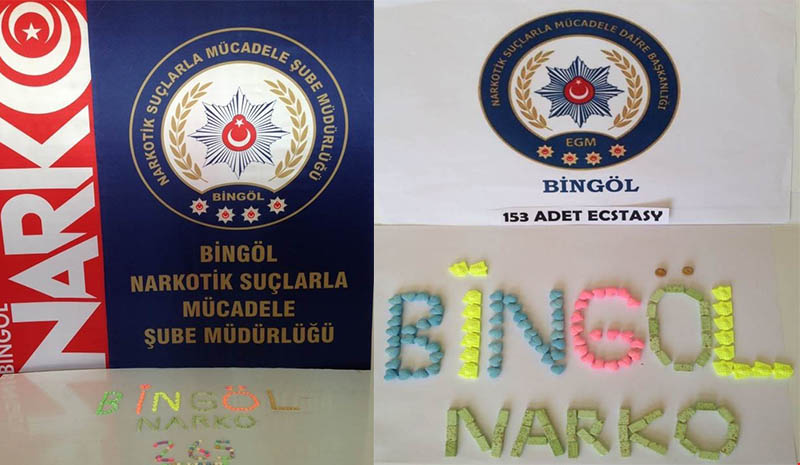 NARKO
BİNGÖL
NARKOTİK SUÇLARLA MÜCADELE ŞUBE MÜDÜRLÜĞÜ
BİNGÖL
BİNGÖL
NARKOTİK SUÇLARLA
MÜCADELE
ŞUBE MÜDÜRLÜĞÜ
BİNGÖL
NARKO
265
NARKOTİK SUÇLARLA MÜCADELE DAİRE BAŞKANLIĞI
EGM
BİNGÖL
153 ADET ECSTASY
BİNGÖL
NARKO